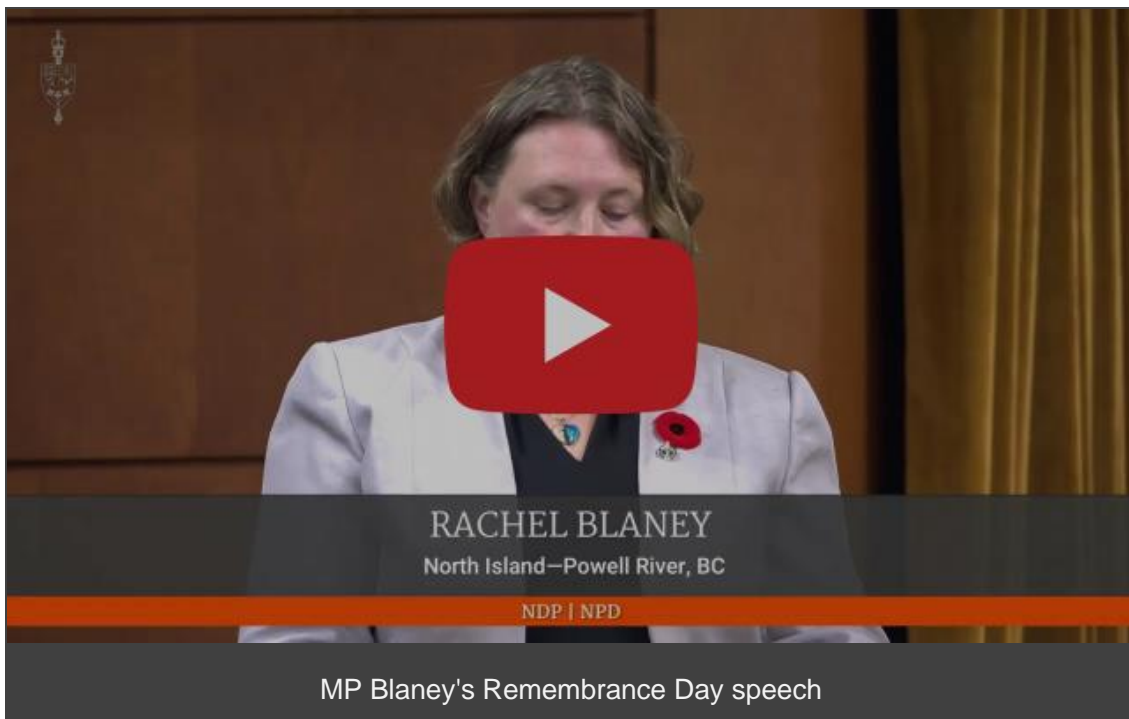 RACHEL BLANEY
North Island—Powell River, BC
NDP | NPD
MP Blaney's Remembrance Day speech